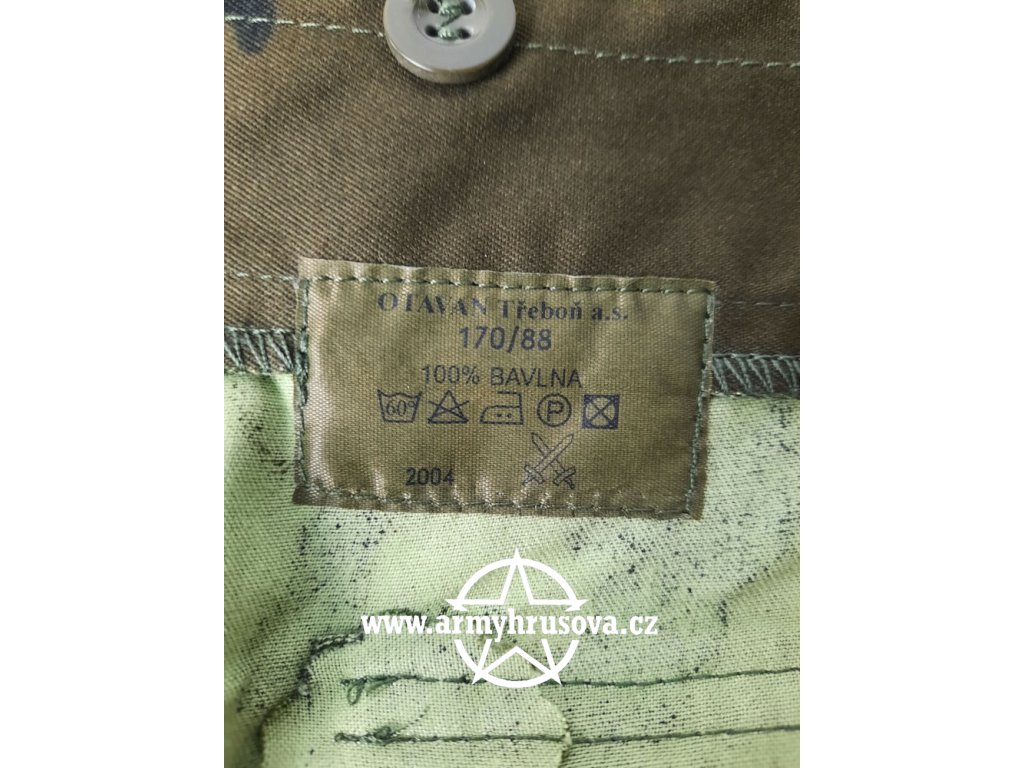 OTAVAN Třeboň a.s.
170/88
100% BAVLNA
60° P
2004
www.armyhrusova.cz